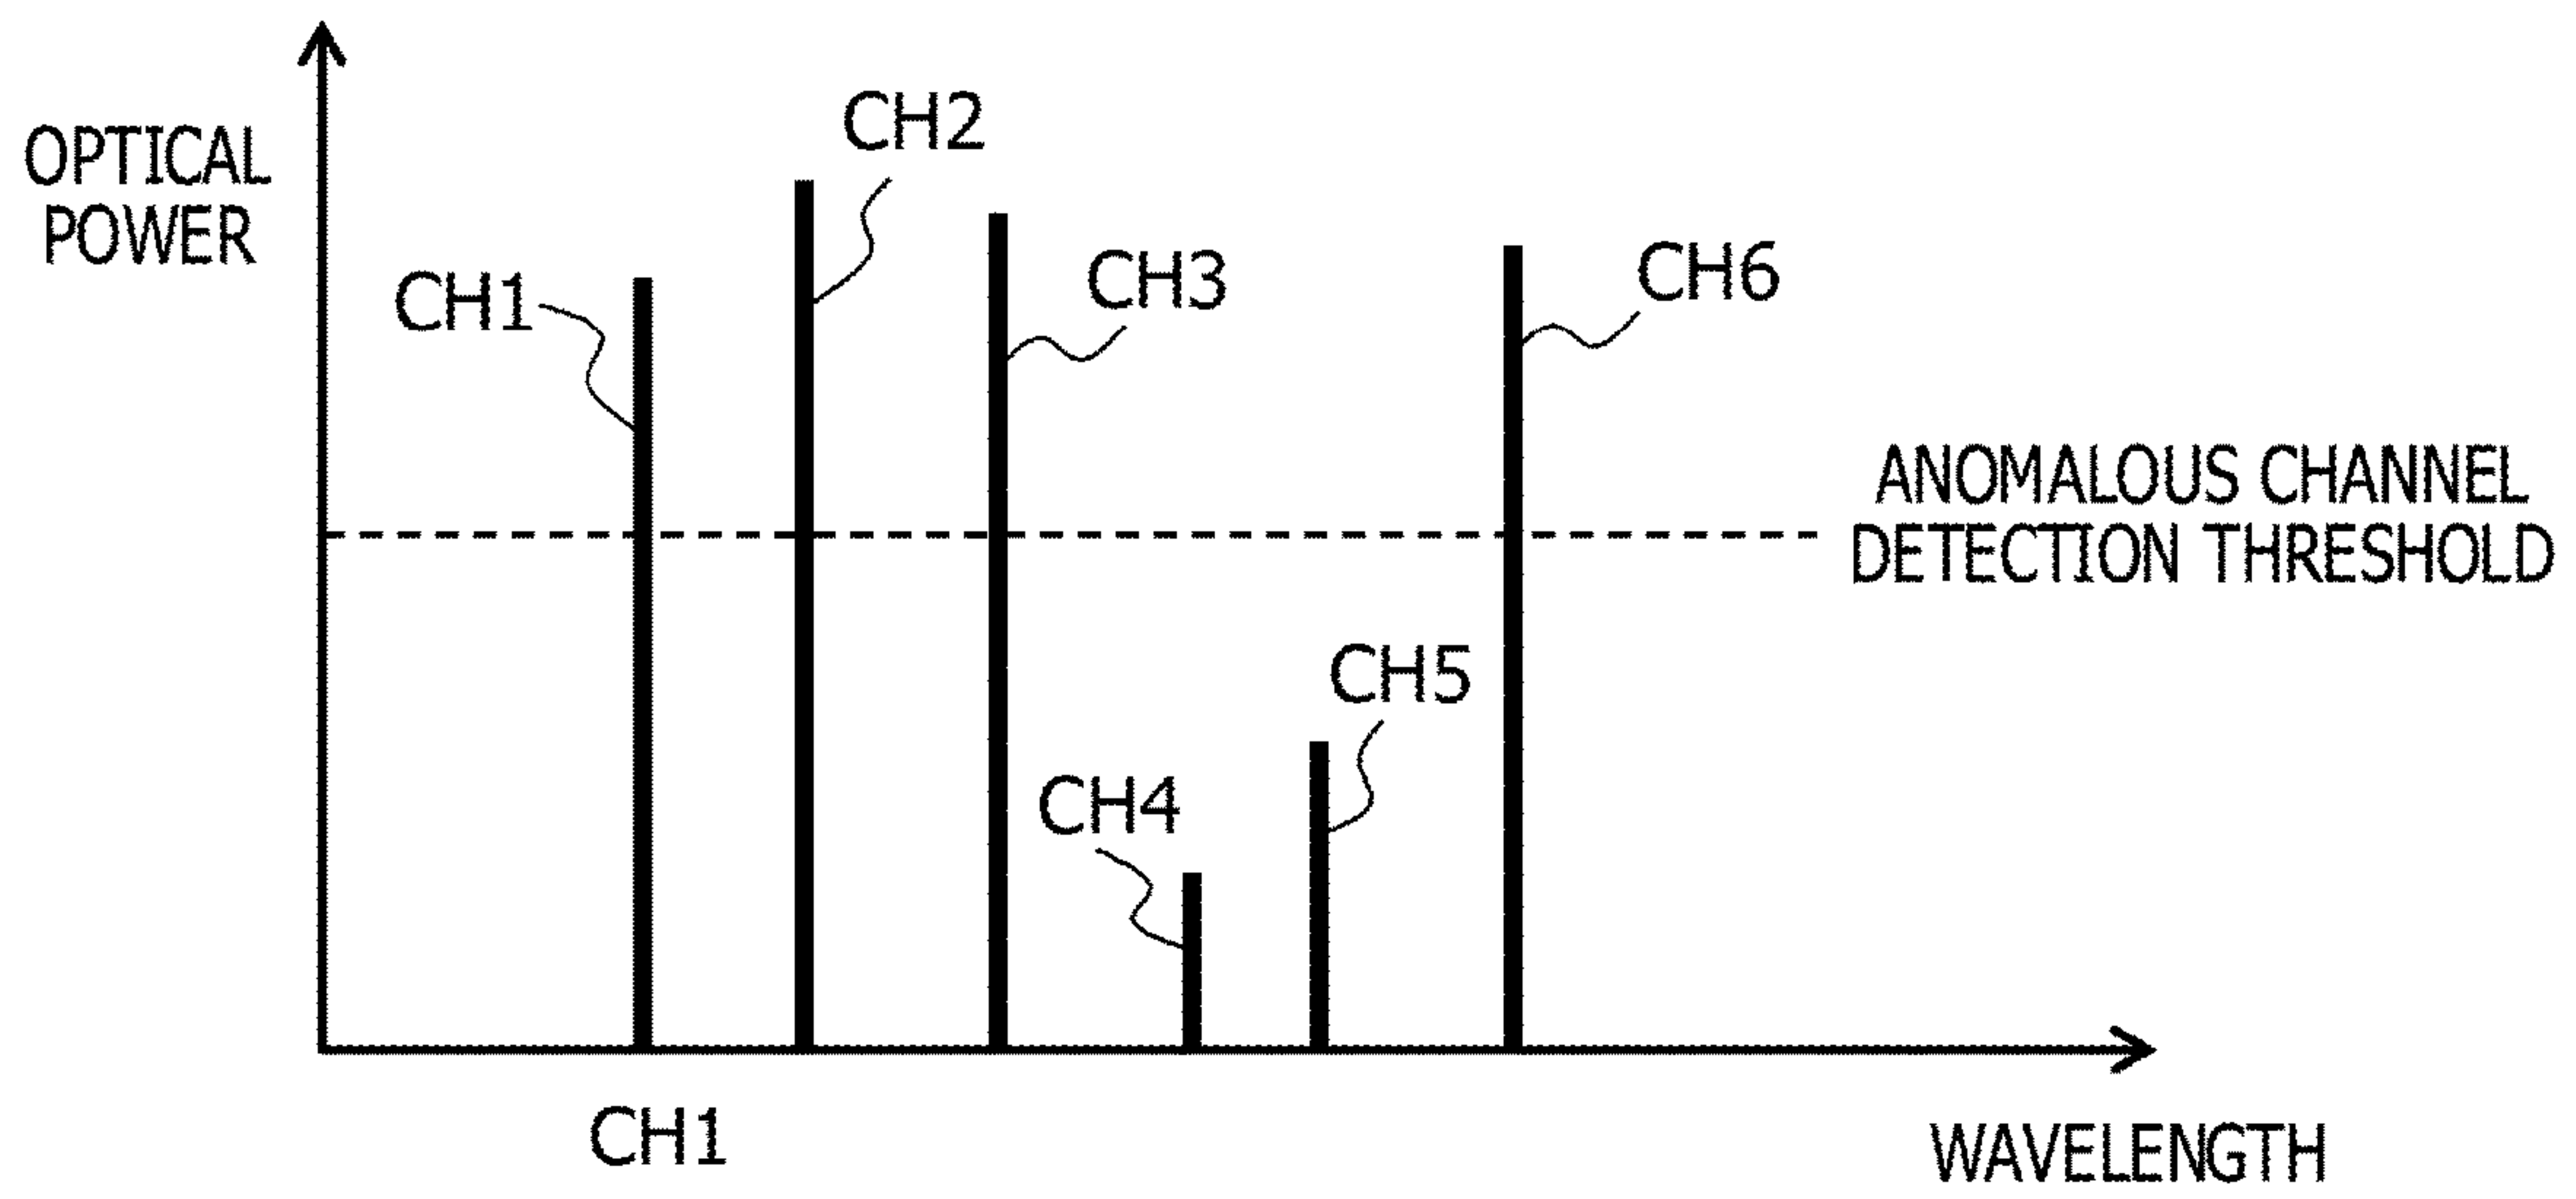 OPTICAL
POWER
CH1
CH2
CH3
CH6
ANOMALOUS CHANNEL
DETECTION THRESHOLD
CH4
CH5
CH1
WAVELENGTH